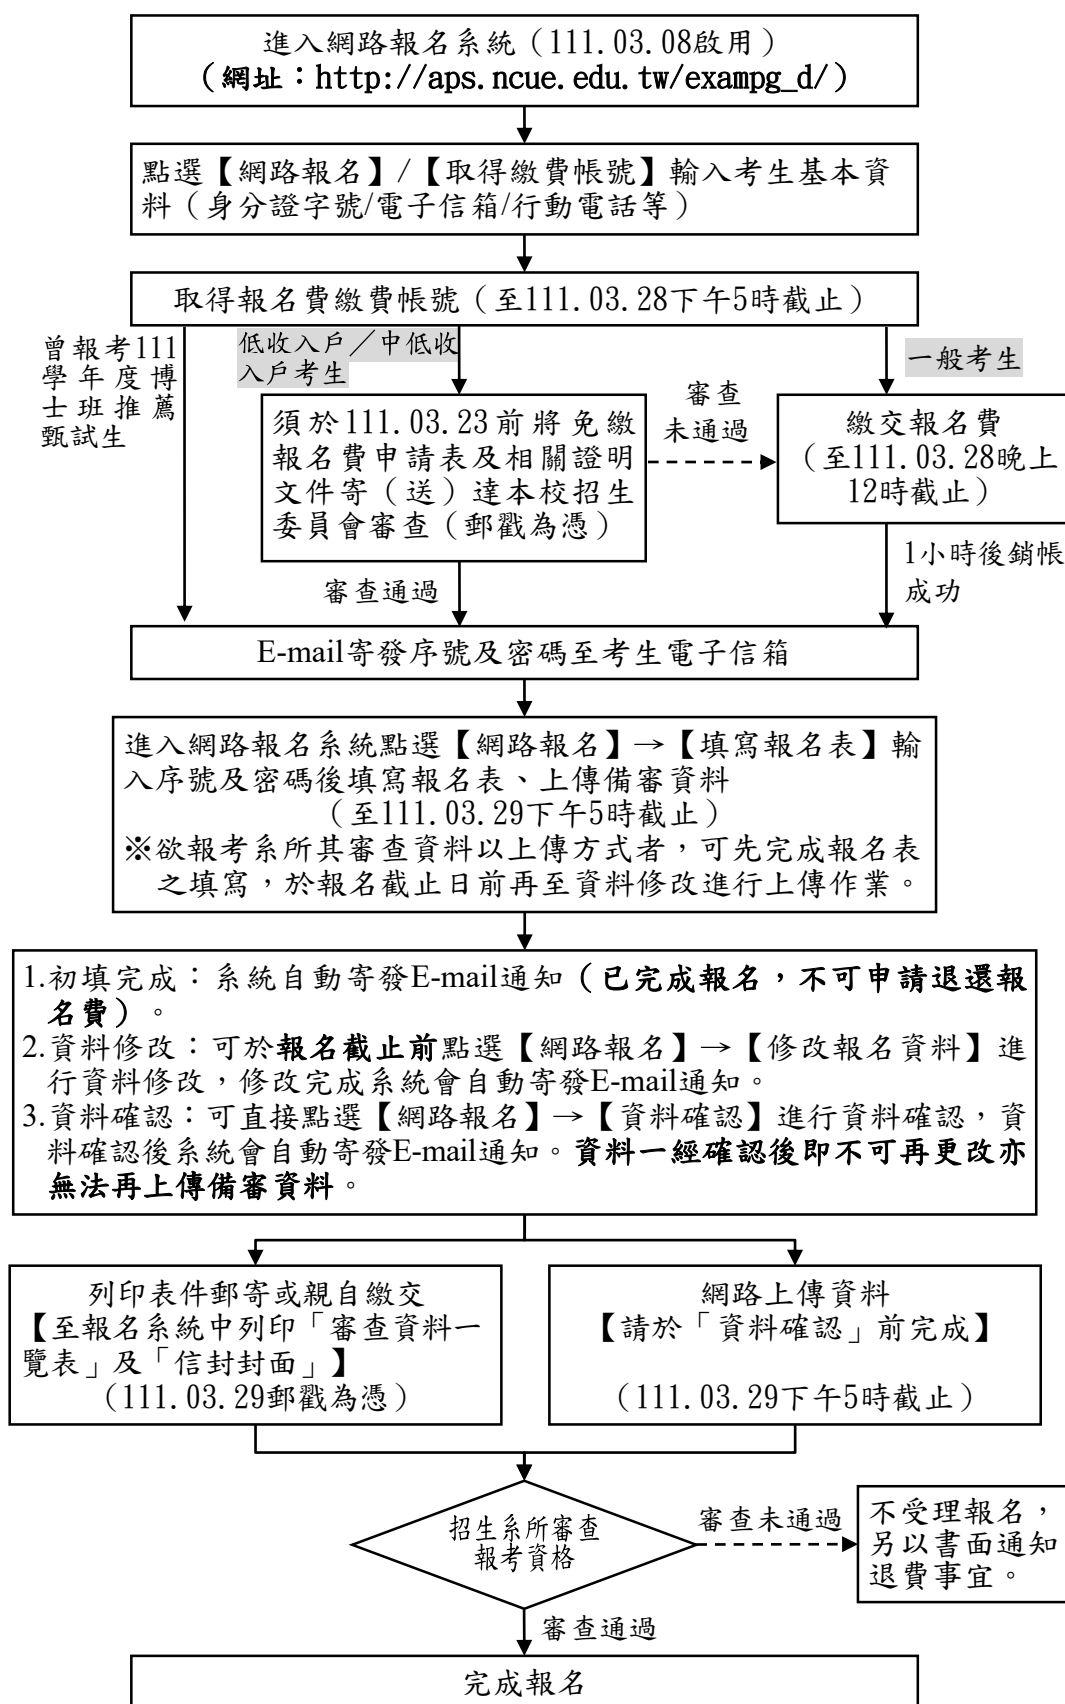 進入網路報名系統（111.03.08啟用）
（網址：http://aps.ncue.edu.tw/exampg_d/）
點選【網路報名】/【取得繳費帳號】輸入考生基本資
料（身分證字號/電子信箱/行動電話等）
取得報名費繳費帳號（至111.03.28下午5時截止）
曾報考111
學年度博
士班推薦
甄試生
低收入戶／中低收
入戶考生
一般考生
須於111.03.23前將免繳
報名費申請表及相關證明
文件寄（送）達本校招生
委員會審查（郵戳為憑）
審查
未通過
繳交報名費
（至111.03.28晚上
12時截止）
審查通過
1小時後銷帳
成功
E-mail寄發序號及密碼至考生電子信箱
進入網路報名系統點選【網路報名】→【填寫報名表】輸
入序號及密碼後填寫報名表、上傳備審資料
（至111.03.29下午5時截止）
※欲報考系所其審查資料以上傳方式者，可先完成報名表
之填寫，於報名截止日前再至資料修改進行上傳作業。
1.初填完成：系統自動寄發E-mail通知（已完成報名，不可申請退還報
名費）。
2.資料修改：可於報名截止前點選【網路報名】→【修改報名資料】進
行資料修改，修改完成系統會自動寄發E-mail通知。
3.資料確認：可直接點選【網路報名】→【資料確認】進行資料確認，資
料確認後系統會自動寄發E-mail通知。資料一經確認後即不可再更改亦
無法再上傳備審資料。
列印表件郵寄或親自繳交
【至報名系統中列印「審查資料一
覽表」及「信封封面」】
（111.03.29郵戳為憑）
網路上傳資料
【請於「資料確認」前完成】
（111.03.29下午5時截止）
招生系所審查
報考資格
審查未通過
不受理報名，
另以書面通知
退費事宜。
審查通過
完成報名